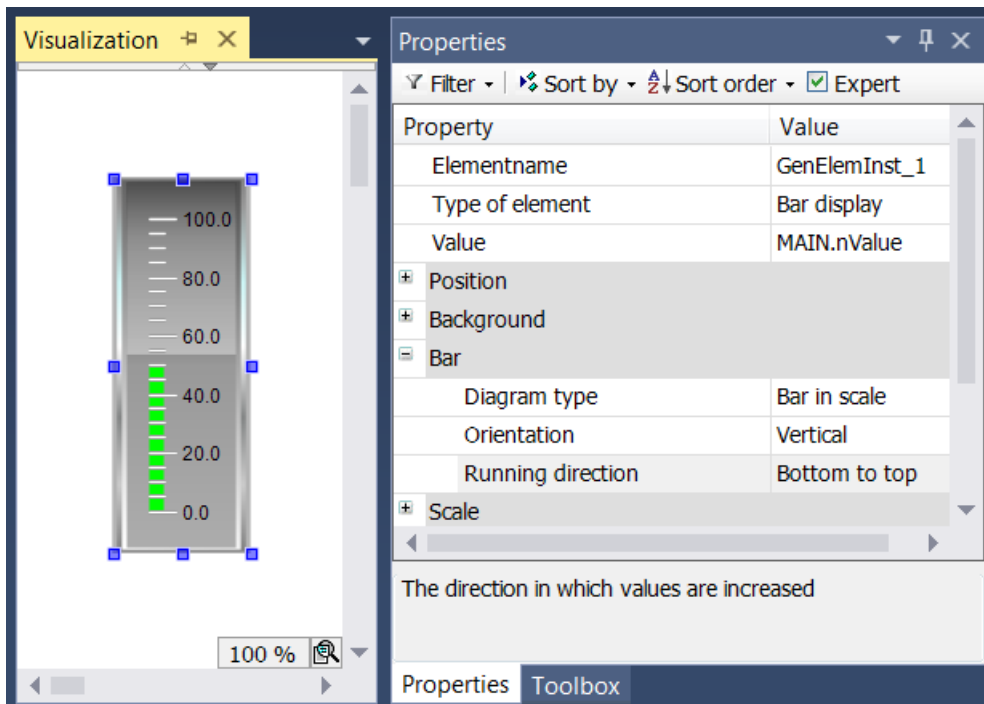 Visualization
100.0
80.0
60.0
40.0
20.0
0.0
100 %
Properties
Filter Sort by Sort order Expert
Property Value
Elementname GenElemInst_1
Type of element Bar display
Value MAIN.nValue
Position
Background
Bar
Diagram type Bar in scale
Orientation Vertical
Running direction Bottom to top
Scale
The direction in which values are increased
Properties Toolbox